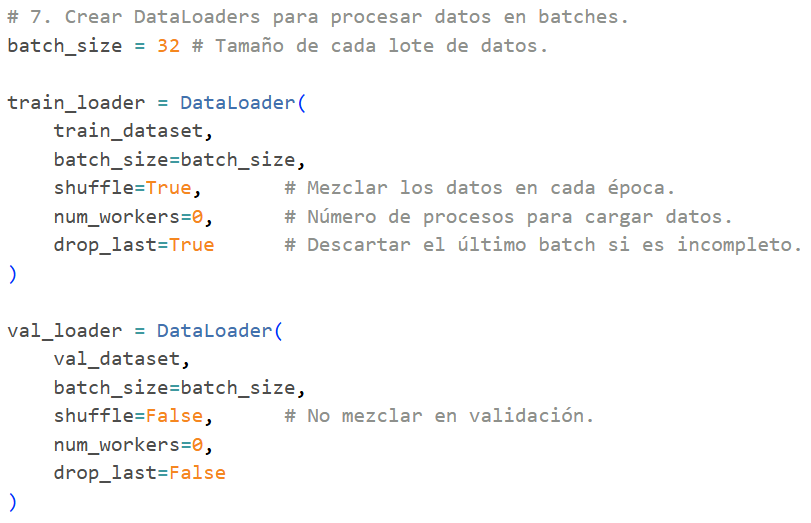 # 7. Crear DataLoaders para procesar datos en batches.
batch_size = 32 # Tamaño de cada lote de datos.

train_loader = DataLoader(
    train_dataset,
    batch_size=batch_size,
    shuffle=True,       # Mezclar los datos en cada época.
    num_workers=0,      # Número de procesos para cargar datos.
    drop_last=True      # Descartar el último batch si es incompleto.
)

val_loader = DataLoader(
    val_dataset,
    batch_size=batch_size,
    shuffle=False,      # No mezclar en validación.
    num_workers=0,
    drop_last=False
)